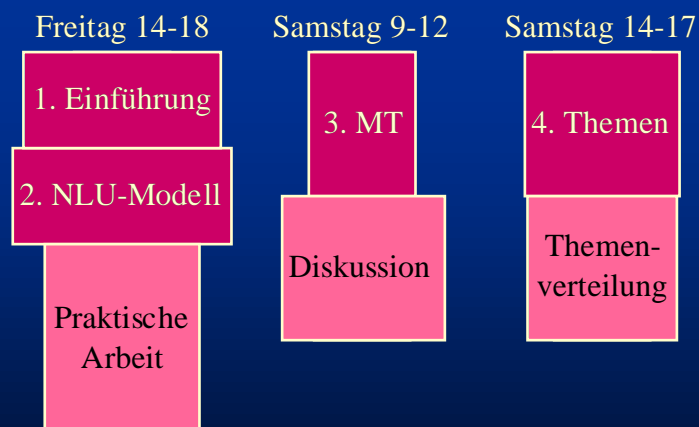 Freitag 14-18
1. Einführung
2. NLU-Modell
Praktische
Arbeit
Samstag 9-12
3. MT
Diskussion
Samstag 14-17
4. Themen
Themen-
verteilung